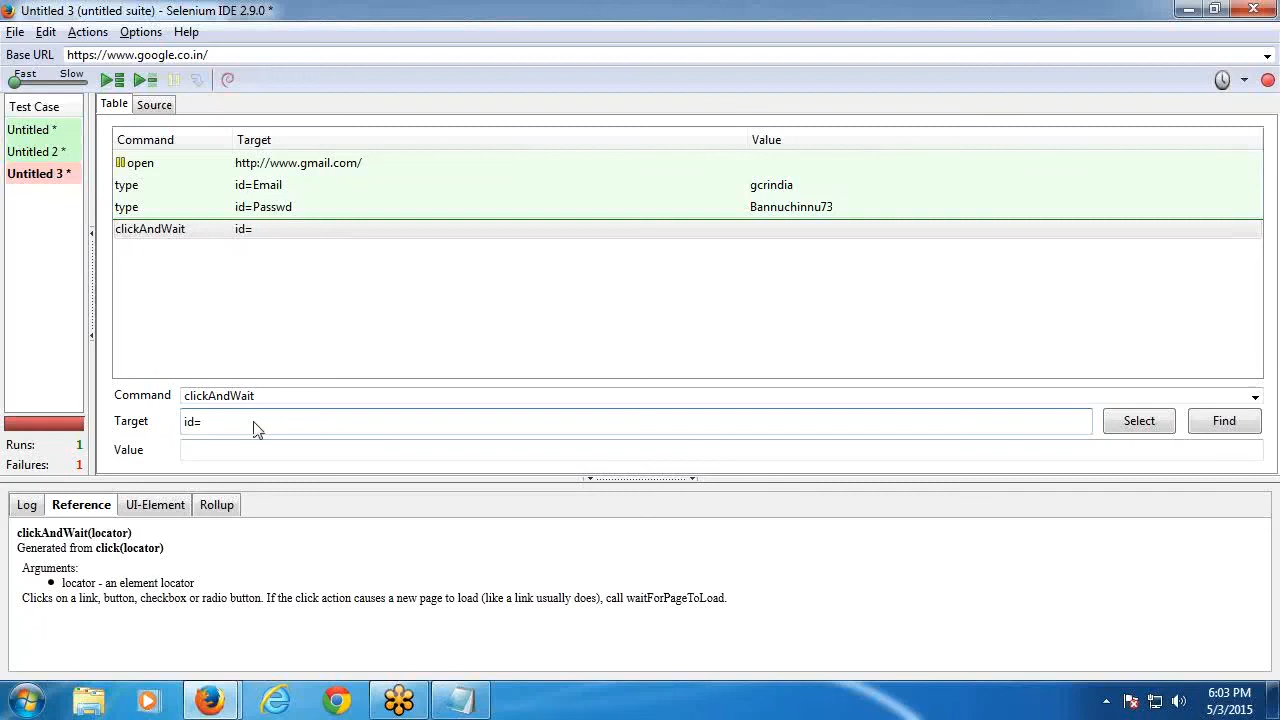 Untitled 3 (untitled suite) - Selenium IDE 2.9.0 *
File Edit Actions Options Help
Base URL https://www.google.co.in/
Fast Slow
Test Case
Table Source
Command Target Value
Untitled *
Untitled 2 *
Untitled 3 *
open http://www.gmail.com/
type id=Email gcrindia
type id=Passwd Bannuchinnu73
clickAndWait id=
Command clickAndWait
Target id= Select Find
Value
Runs: 1
Failures: 1
Log Reference UI-Element Rollup
clickAndWait(locator)
Generated from click(locator)
Arguments:
• locator - an element locator
Clicks on a link, button, checkbox or radio button. If the click action causes a new page to load (like a link usually does), call waitForPageToLoad.
6:03 PM
5/3/2015